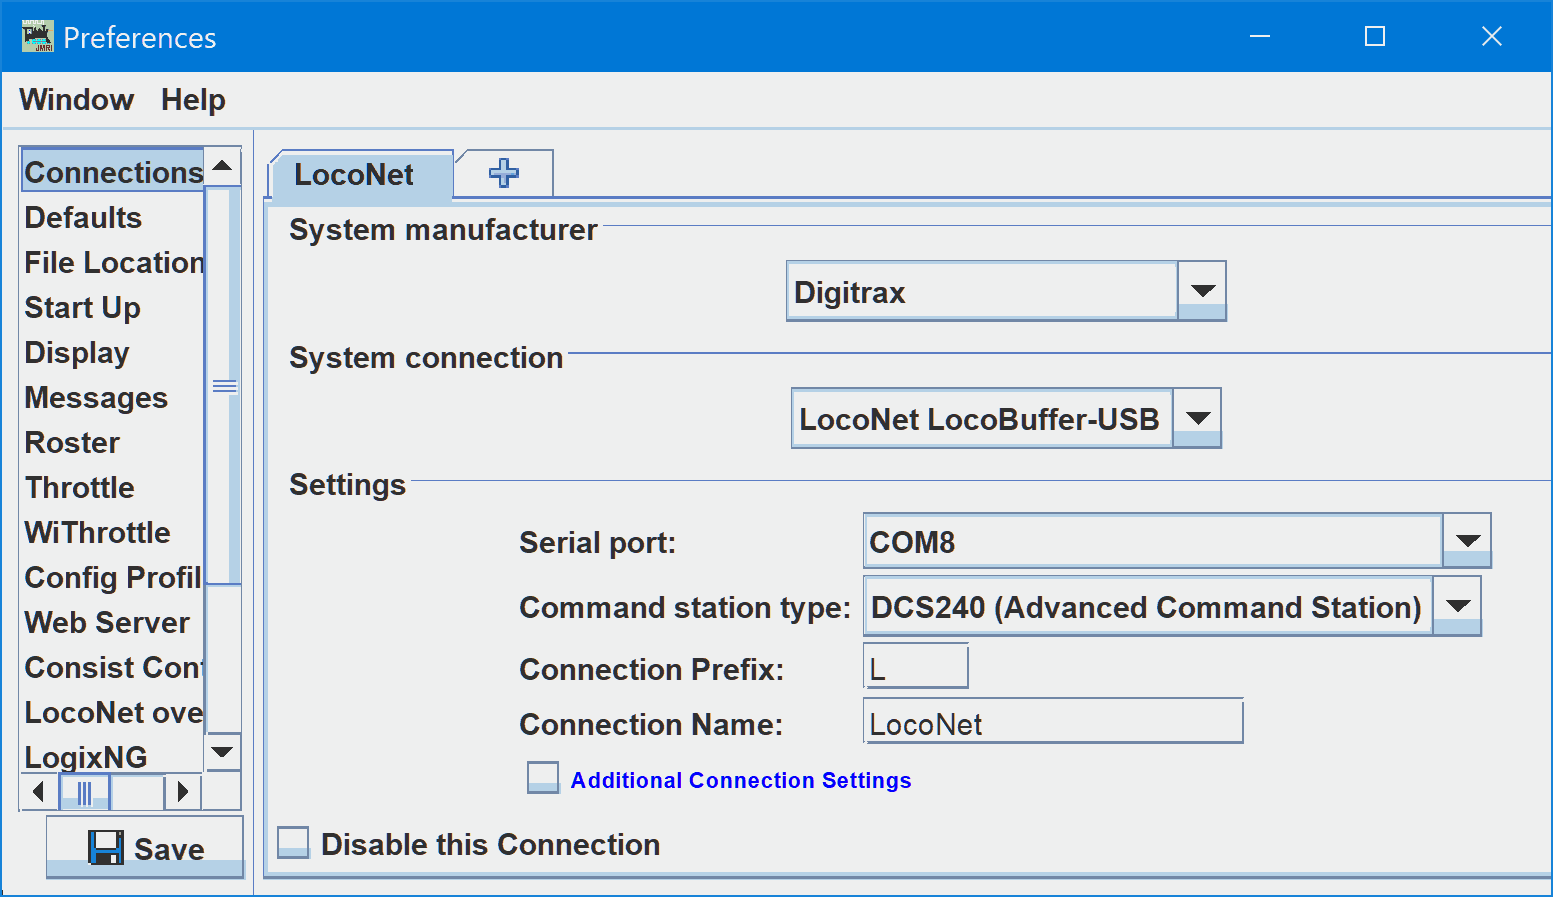 Preferences
Window Help
Connections
Defaults
File Location
Start Up
Display
Messages
Roster
Throttle
WiThrottle
Config Profil
Web Server
Consist Cont
LocoNet ove
LogixNG
Save
LocoNet
System manufacturer
Digitrax
System connection
LocoNet LocoBuffer-USB
Settings
Serial port: COM8
Command station type: DCS240 (Advanced Command Station)
Connection Prefix: L
Connection Name: LocoNet
Additional Connection Settings
Disable this Connection